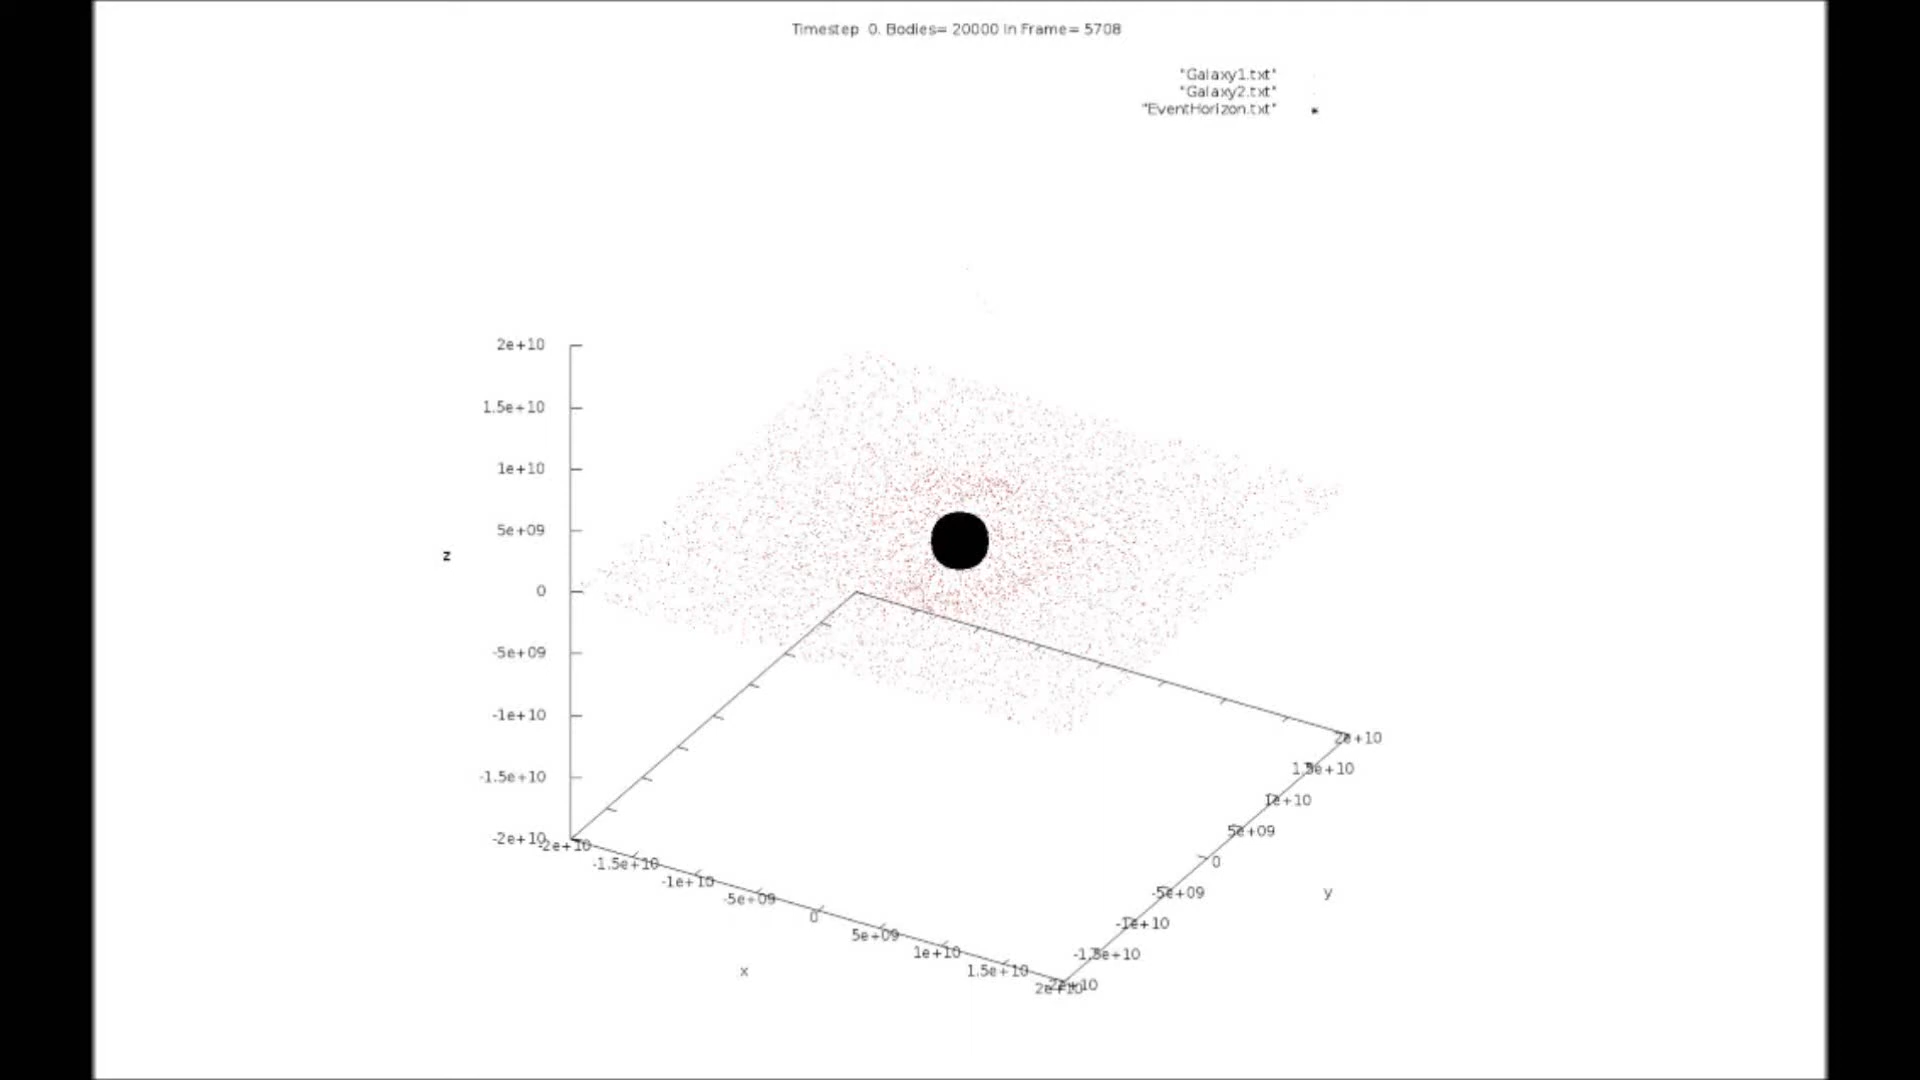 Timestep 0. Bodies= 20000 In Frame= 5708
"Galaxy1.txt"
"Galaxy2.txt"
"EventHorizon.txt"
2e+10
1.5e+10
1e+10
5e+09
z
0
-5e+09
-1e+10
-1.5e+10
-2e+10
-2e+10
-1.5e+10
-1e+10
-5e+09
0
5e+09
1e+10
1.5e+10
2e+10
x
2e+10
1.5e+10
1e+10
5e+09
0
-5e+09
-1e+10
-1.5e+10
-2e+10
y